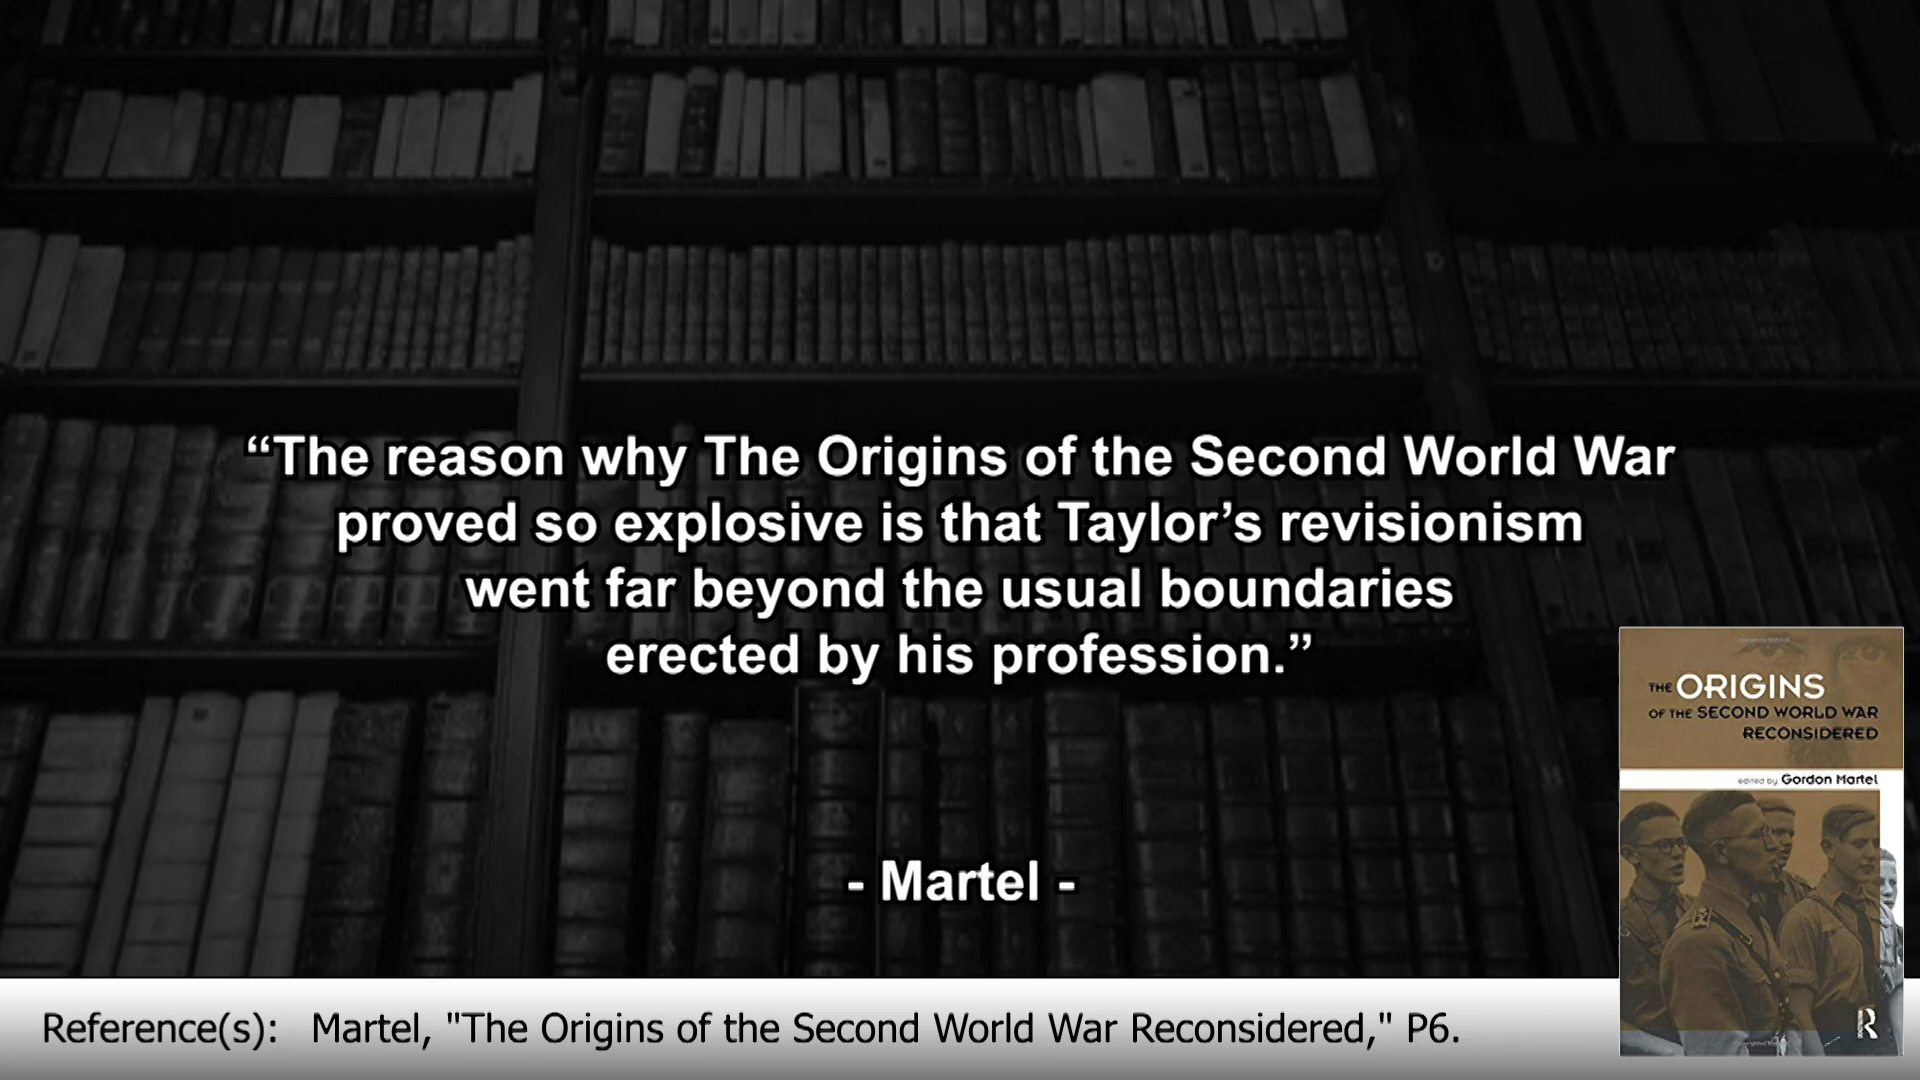 “The reason why The Origins of the Second World War
proved so explosive is that Taylor’s revisionism
went far beyond the usual boundaries
erected by his profession.”
- Martel -
THE ORIGINS
OF THE SECOND WORLD WAR
RECONSIDERED
edited by Gordon Martel
R
Reference(s): Martel, "The Origins of the Second World War Reconsidered," P6.